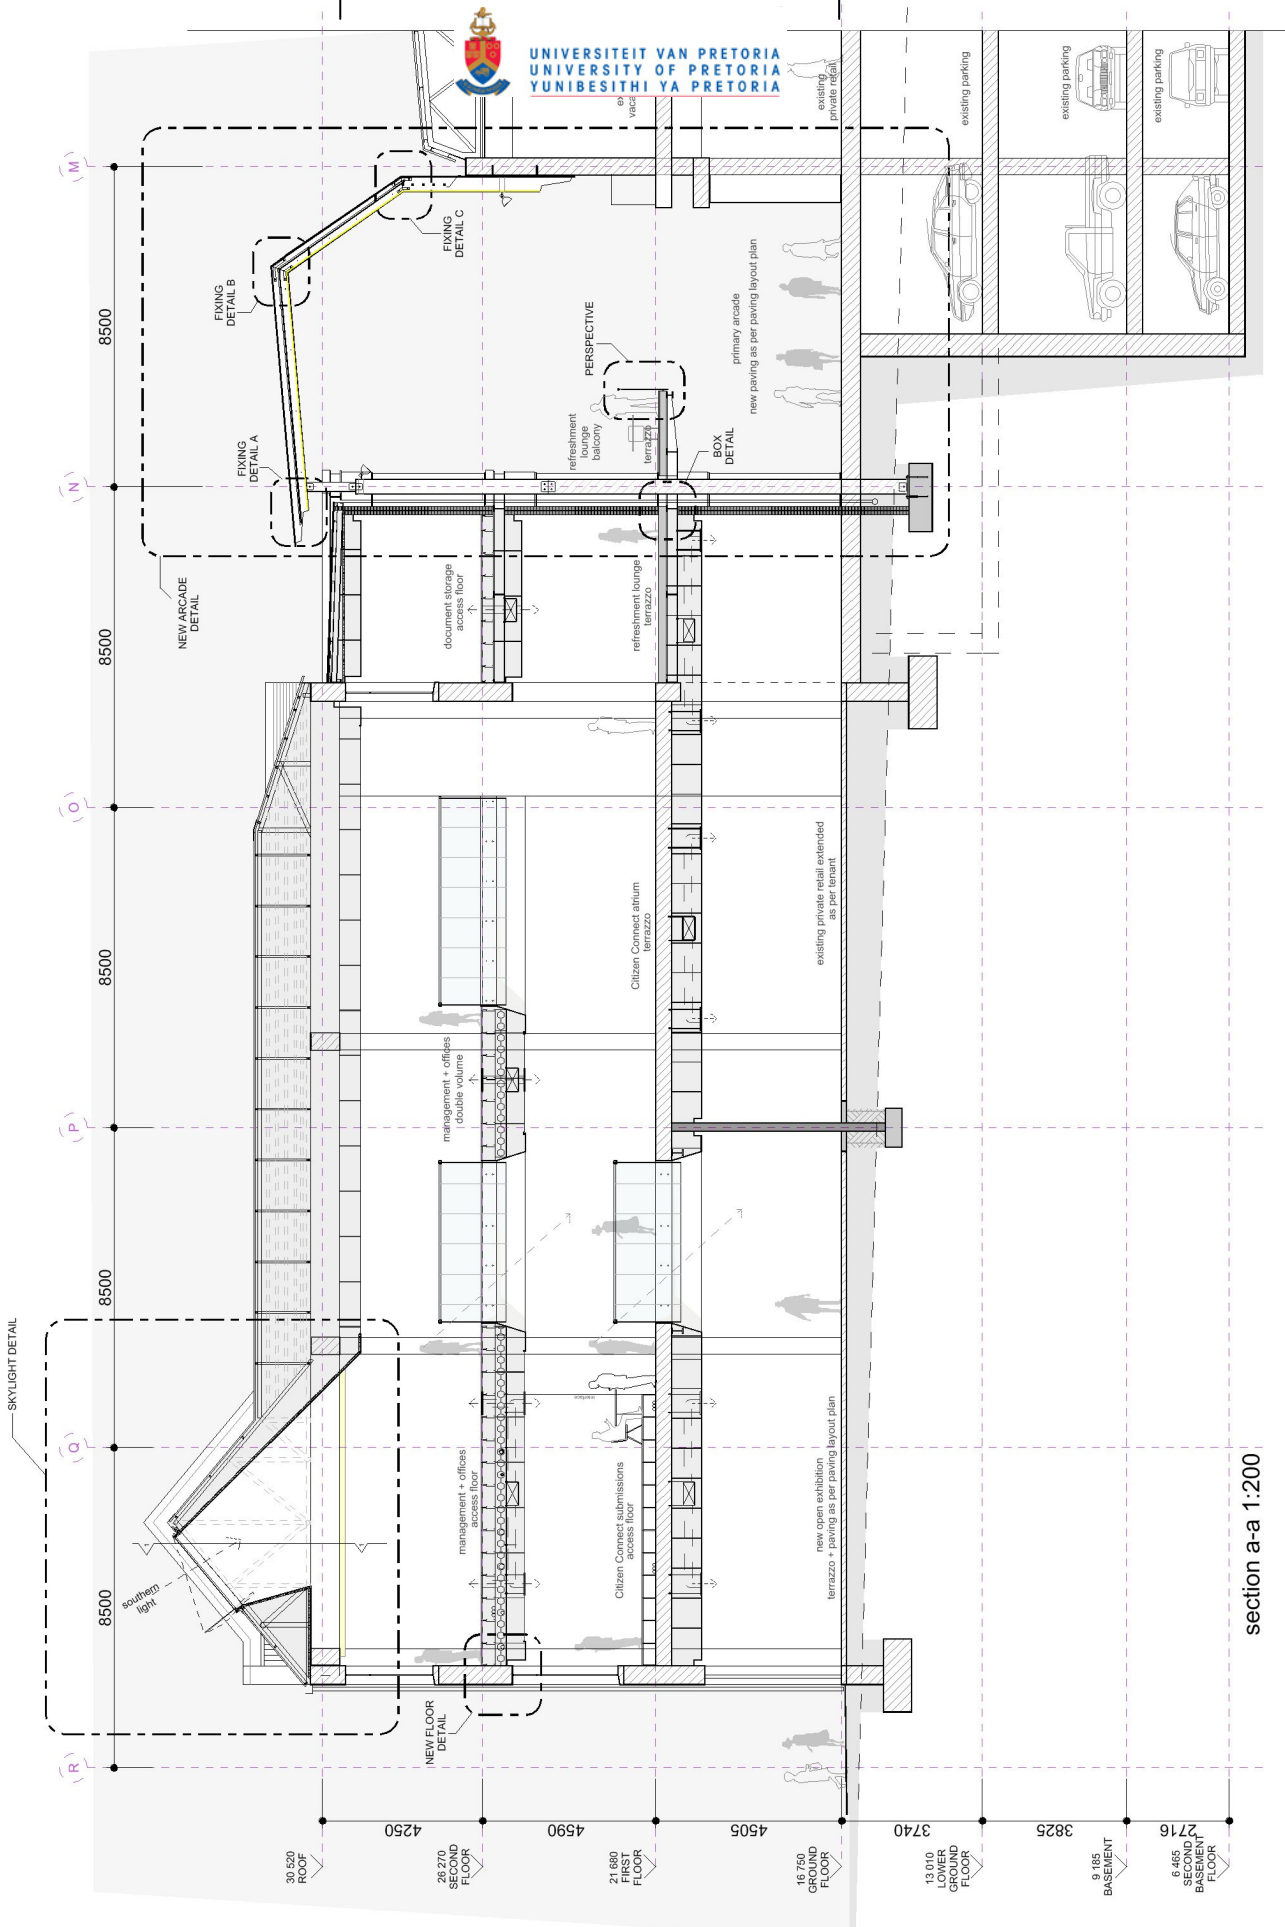 UNIVERSITEIT VAN PRETORIA
UNIVERSITY OF PRETORIA
YUNIBESITHI YA PRETORIA
SKYLIGHT DETAIL
R
Q
P
O
N
M
8500
8500
8500
8500
8500
NEW ARCADE
DETAIL
FIXING
DETAIL A
FIXING
DETAIL B
FIXING
DETAIL C
PERSPECTIVE
BOX
DETAIL
NEW FLOOR
DETAIL
southern
light
management + offices
access floor
management + offices
double volume
document storage
access floor
Citizen Connect submissions
access floor
interface
Citizen Connect atrium
terrazzo
refreshment lounge
terrazzo
refreshment
lounge
balcony
terrazzo
new open exhibition
terrazzo + paving as per paving layout plan
existing private retail extended
as per tenant
primary arcade
new paving as per paving layout plan
ex
vaca
existing
private retail
existing parking
existing parking
existing parking
30 520
ROOF
26 270
SECOND
FLOOR
21 680
FIRST
FLOOR
16 750
GROUND
FLOOR
13 010
LOWER
GROUND
FLOOR
9 185
BASEMENT
6 465
SECOND
BASEMENT
FLOOR
4250
4590
4505
3740
3825
2716
section a-a 1:200